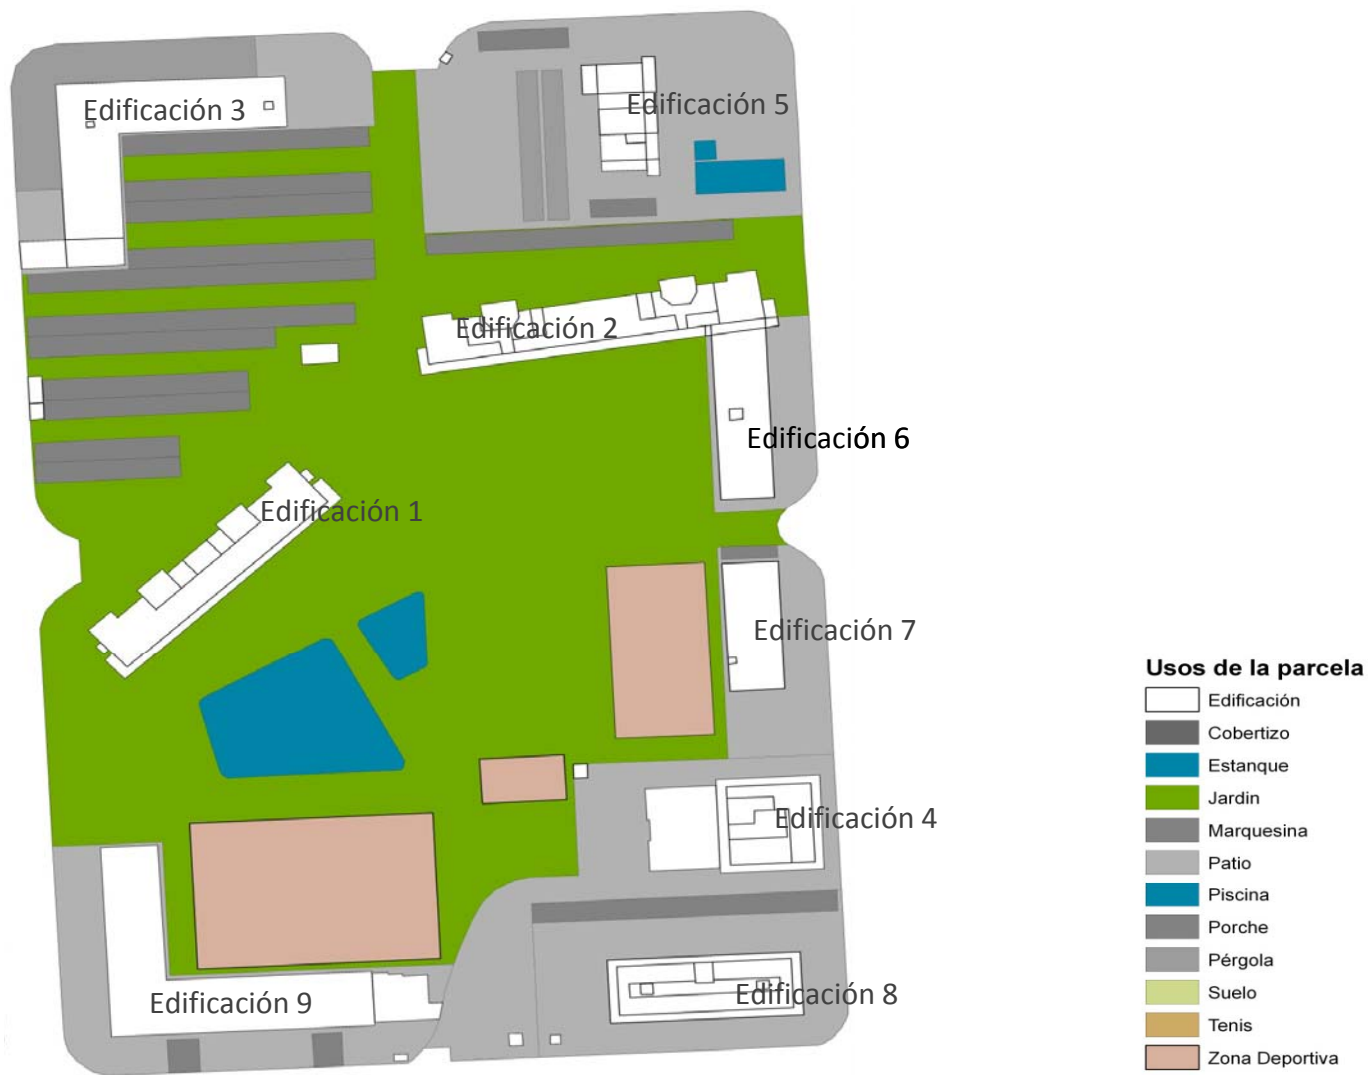 Edificación 3
Edificación 5
Edificación 2
Edificación 6
Edificación 1
Edificación 7
Edificación 4
Edificación 9
Edificación 8
Usos de la parcela
Edificación
Cobertizo
Estanque
Jardin
Marquesina
Patio
Piscina
Porche
Pérgola
Suelo
Tenis
Zona Deportiva